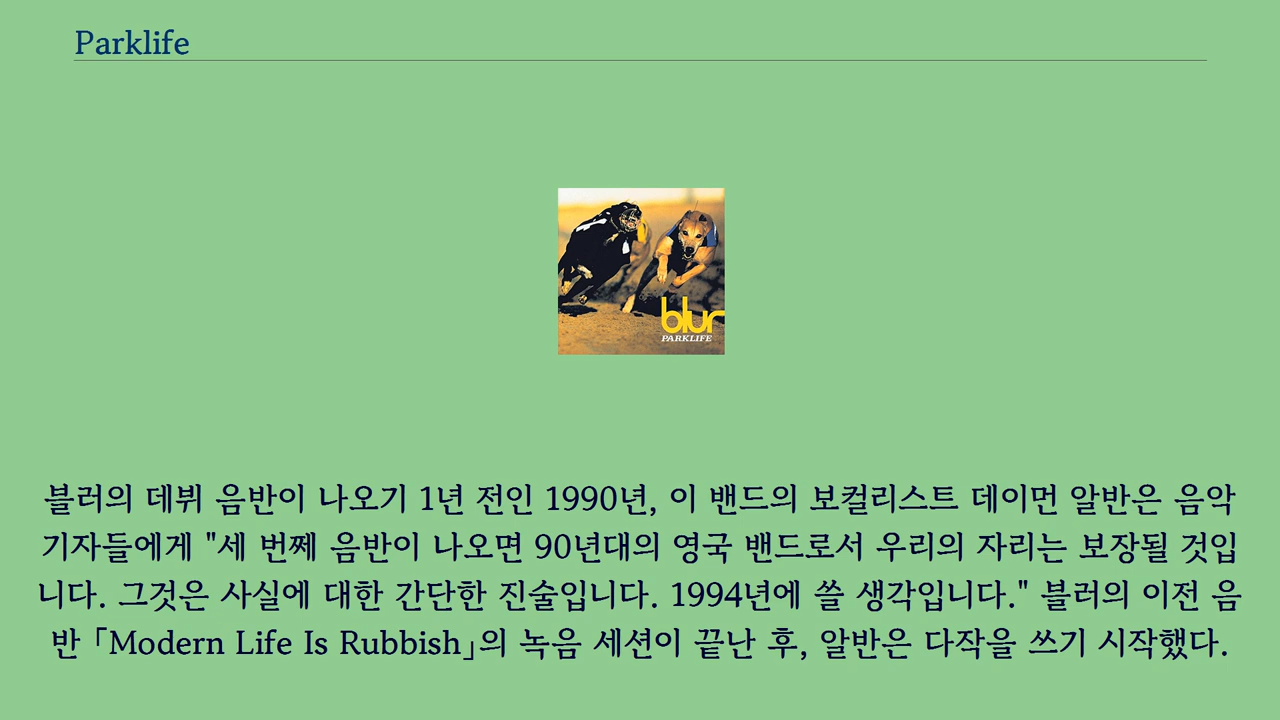 Parklife
blur
PARKLIFE
블러의 데뷔 음반이 나오기 1년 전인 1990년, 이 밴드의 보컬리스트 데이먼 알반은 음악
기자들에게 "세 번째 음반이 나오면 90년대의 영국 밴드로서 우리의 자리는 보장될 것입
니다. 그것은 사실에 대한 간단한 진술입니다. 1994년에 쓸 생각입니다." 블러의 이전 음
반 ｢Modern Life Is Rubbish｣의 녹음 세션이 끝난 후, 알반은 다작을 쓰기 시작했다.